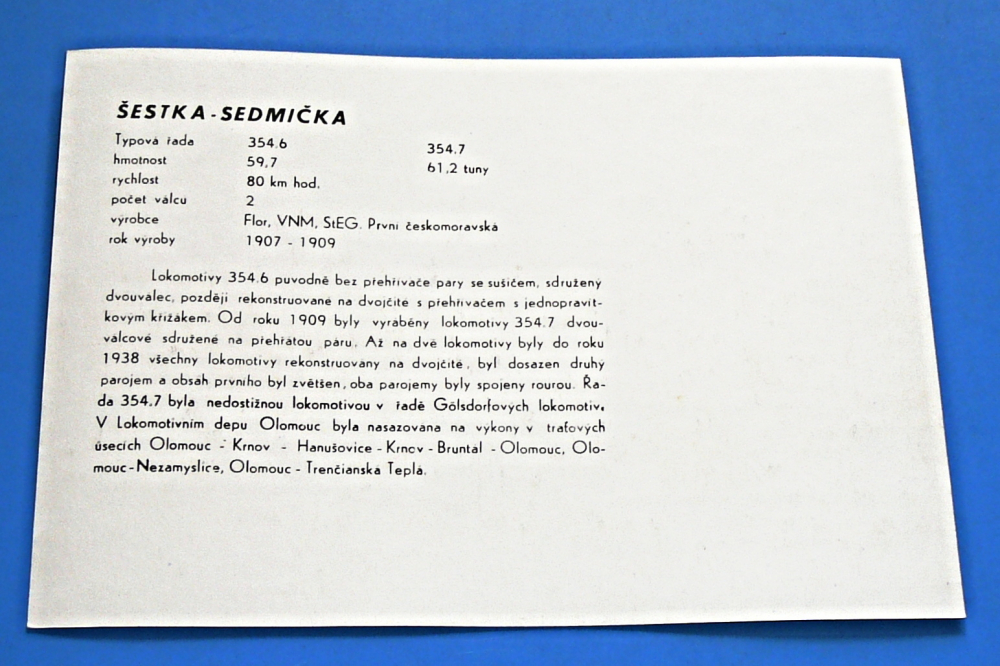 ŠESTKA - SEDMIČKA
Typová řada 354.6 354.7
hmotnost 59,7 61,2 tuny
rychlost 80 km hod.
počet válcu 2
výrobce Flor, VNM, StEG. První českomoravská
rok výroby 1907 - 1909
Lokomotivy 354.6 puvodně bez přehřívače páry se sušičem, sdružený
dvouválec, později rekonstruované na dvojčité s přehřívačem s jednopravít-
kovým křižákem. Od roku 1909 byly vyráběny lokomotivy 354.7 dvou-
válcové sdružené na přehřátou páru. Až na dvě lokomotivy byly do roku
1938 všechny lokomotivy rekonstruovány na dvojčité, byl dosazen druhý
parojem a obsah prvního byl zvětšen, oba parojemy byly spojeny rourou. Řa-
da 354.7 byla nedostižnou lokomotivou v řadě Gölsdorfových lokomotiv.
V Lokomotivním depu Olomouc byla nasazována na výkony v traťových
úsecích Olomouc - Krnov - Hanušovice - Krnov - Bruntál - Olomouc, Olo-
mouc - Nezamyslice, Olomouc - Trenčianská Teplá.